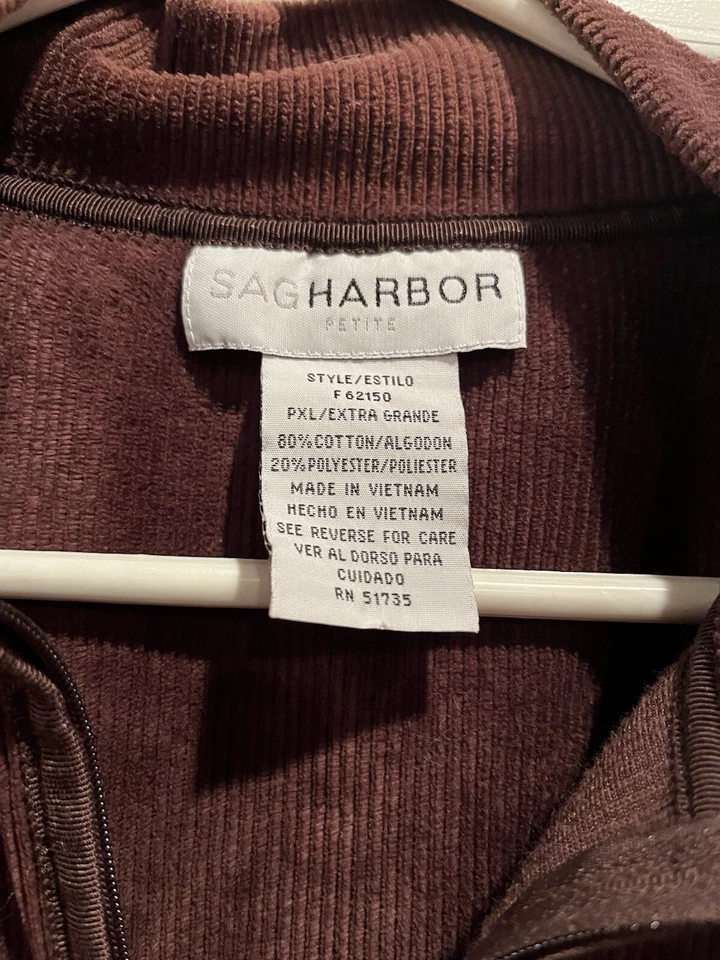 SAGHARBOR
PETITE
STYLE/ESTILO
F62150
PXL/EXTRA GRANDE
80%COTTON/ALGODON
20%POLYESTER/POLIESTER
MADE IN VIETNAM
HECHO EN VIETNAM
SEE REVERSE FOR CARE
VER AL DORSO PARA
CUIDADO
RN 51735